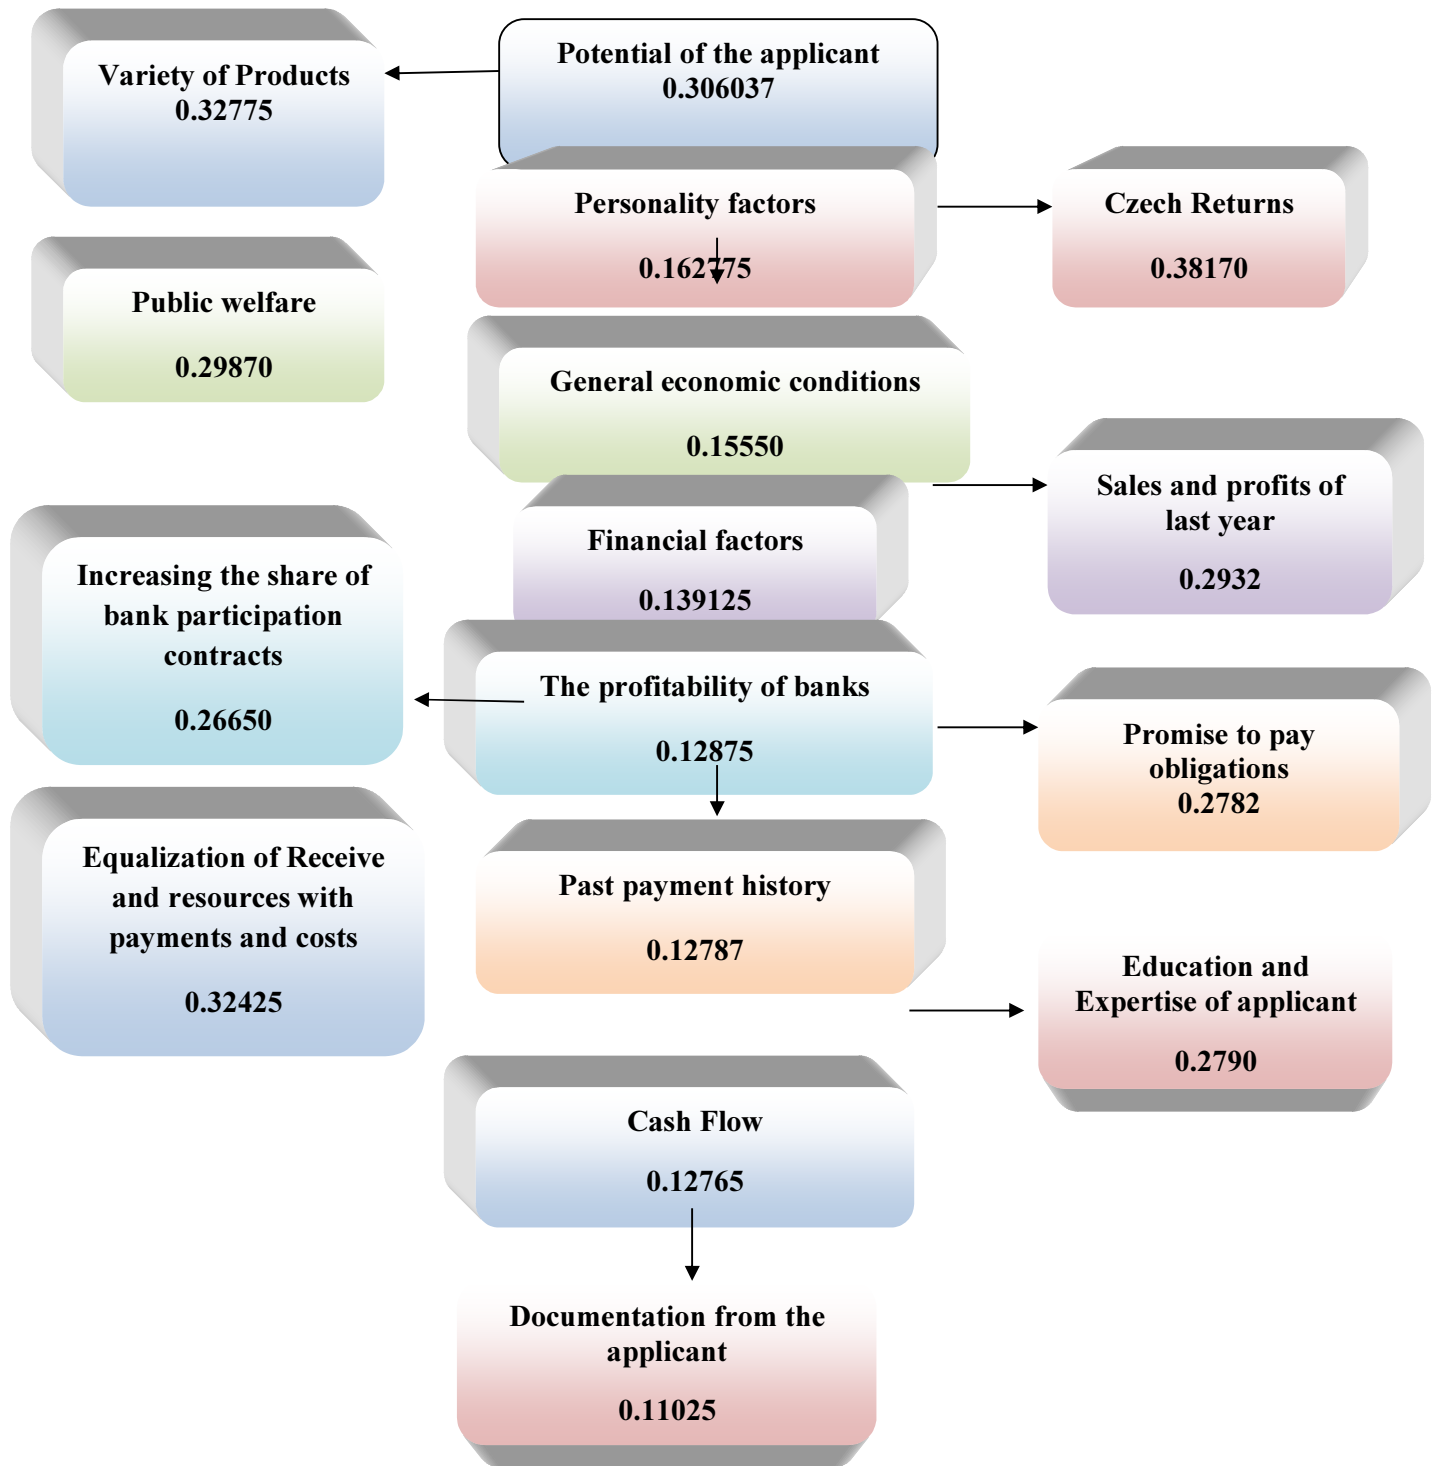 Potential of the applicant
0.306037
Variety of Products
0.32775
Personality factors
0.162775
Czech Returns
0.38170
Public welfare
0.29870
General economic conditions
0.15550
Sales and profits of
last year
0.2932
Financial factors
0.139125
Increasing the share of
bank participation
contracts
0.26650
The profitability of banks
0.12875
Promise to pay
obligations
0.2782
Equalization of Receive
and resources with
payments and costs
0.32425
Past payment history
0.12787
Education and
Expertise of applicant
0.2790
Cash Flow
0.12765
Documentation from the
applicant
0.11025